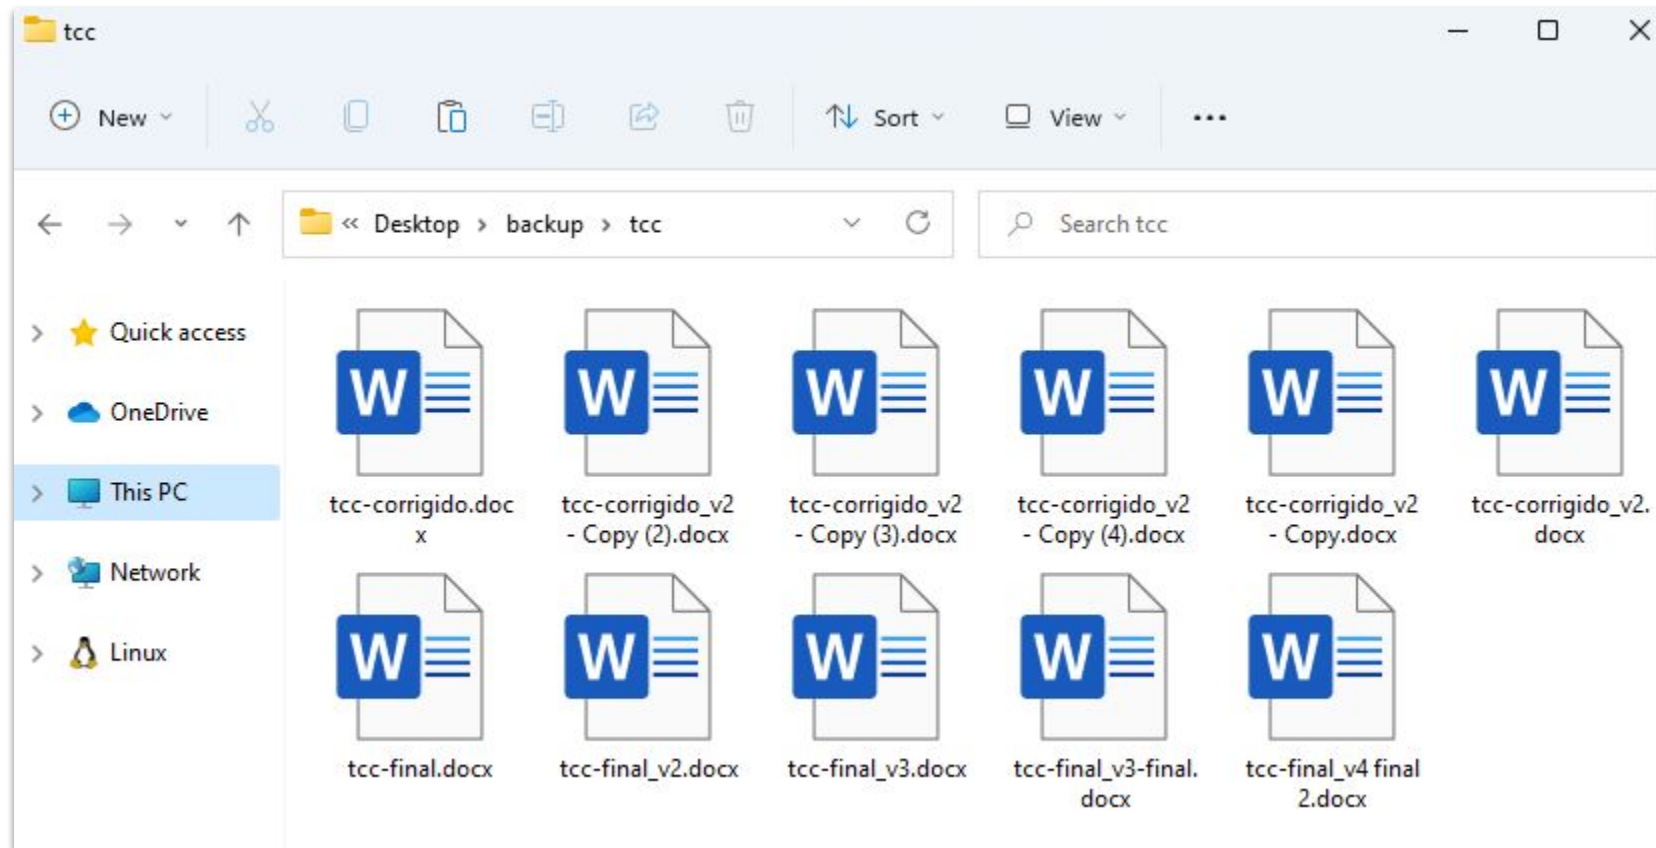 tcc
New
Sort
View
Desktop > backup > tcc
Search tcc
Quick access
OneDrive
This PC
Network
Linux
W
W
W
W
W
W
tcc-corrigido.doc
x
tcc-corrigido_v2
- Copy (2).docx
tcc-corrigido_v2
- Copy (3).docx
tcc-corrigido_v2
- Copy (4).docx
tcc-corrigido_v2
- Copy.docx
tcc-corrigido_v2.
docx
W
W
W
W
W
tcc-final.docx
tcc-final_v2.docx
tcc-final_v3.docx
tcc-final_v3-final.
docx
tcc-final_v4 final
2.docx